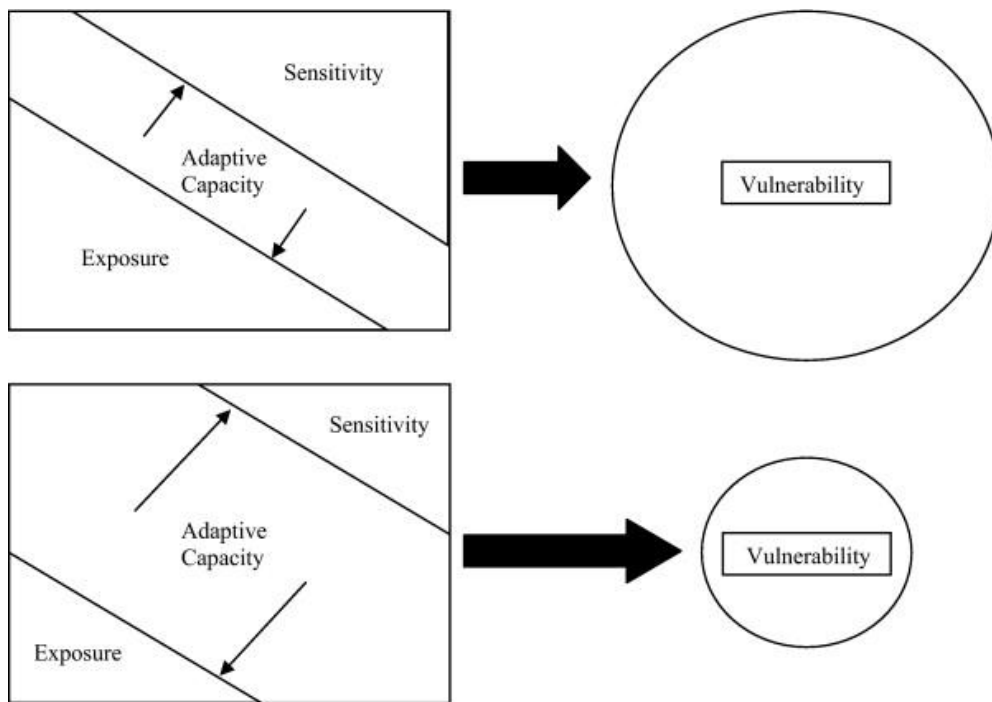 Sensitivity
Adaptive
Capacity
Exposure
Vulnerability
Sensitivity
Adaptive
Capacity
Exposure
Vulnerability